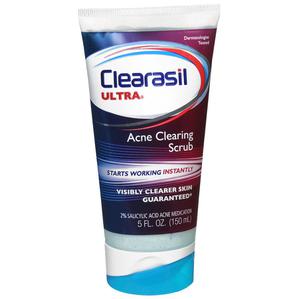 Dermatologist
Tested
Clearasil
ULTRA®
Acne Clearing
Scrub
STARTS WORKING INSTANTLY
VISIBLY CLEARER SKIN
GUARANTEED*
2% SALICYLIC ACID ACNE MEDICATION
5 FL. OZ. (150 mL)